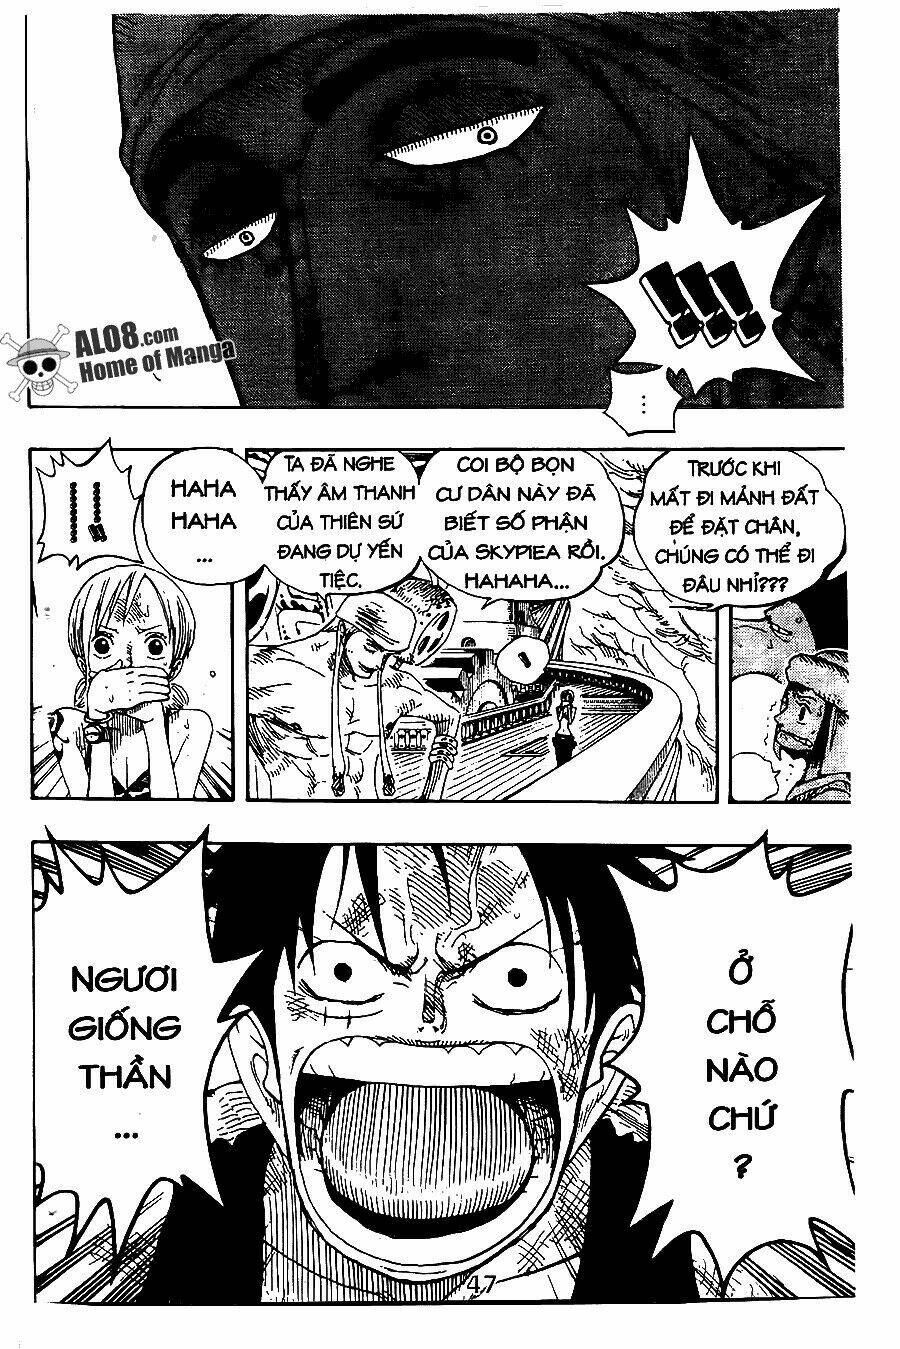 !!!
...
AL08.com
Home of Manga
!!
HAHA
HAHA
...
TA ĐÃ NGHE
THẤY ÂM THANH
CỦA THIÊN SỨ
ĐANG DỰ YẾN
TIỆC.
COI BỘ BỌN
CƯ DÂN NÀY ĐÃ
BIẾT SỐ PHẬN
CỦA SKYPIEA RỒI.
HAHAHA...
TRƯỚC KHI
MẤT ĐI MẢNH ĐẤT
ĐỂ ĐẶT CHÂN,
CHÚNG CÓ THỂ ĐI
ĐÂU NHỈ???
NGƯƠI
GIỐNG
THẦN
...
Ở
CHỖ
NÀO
CHỨ
?
47